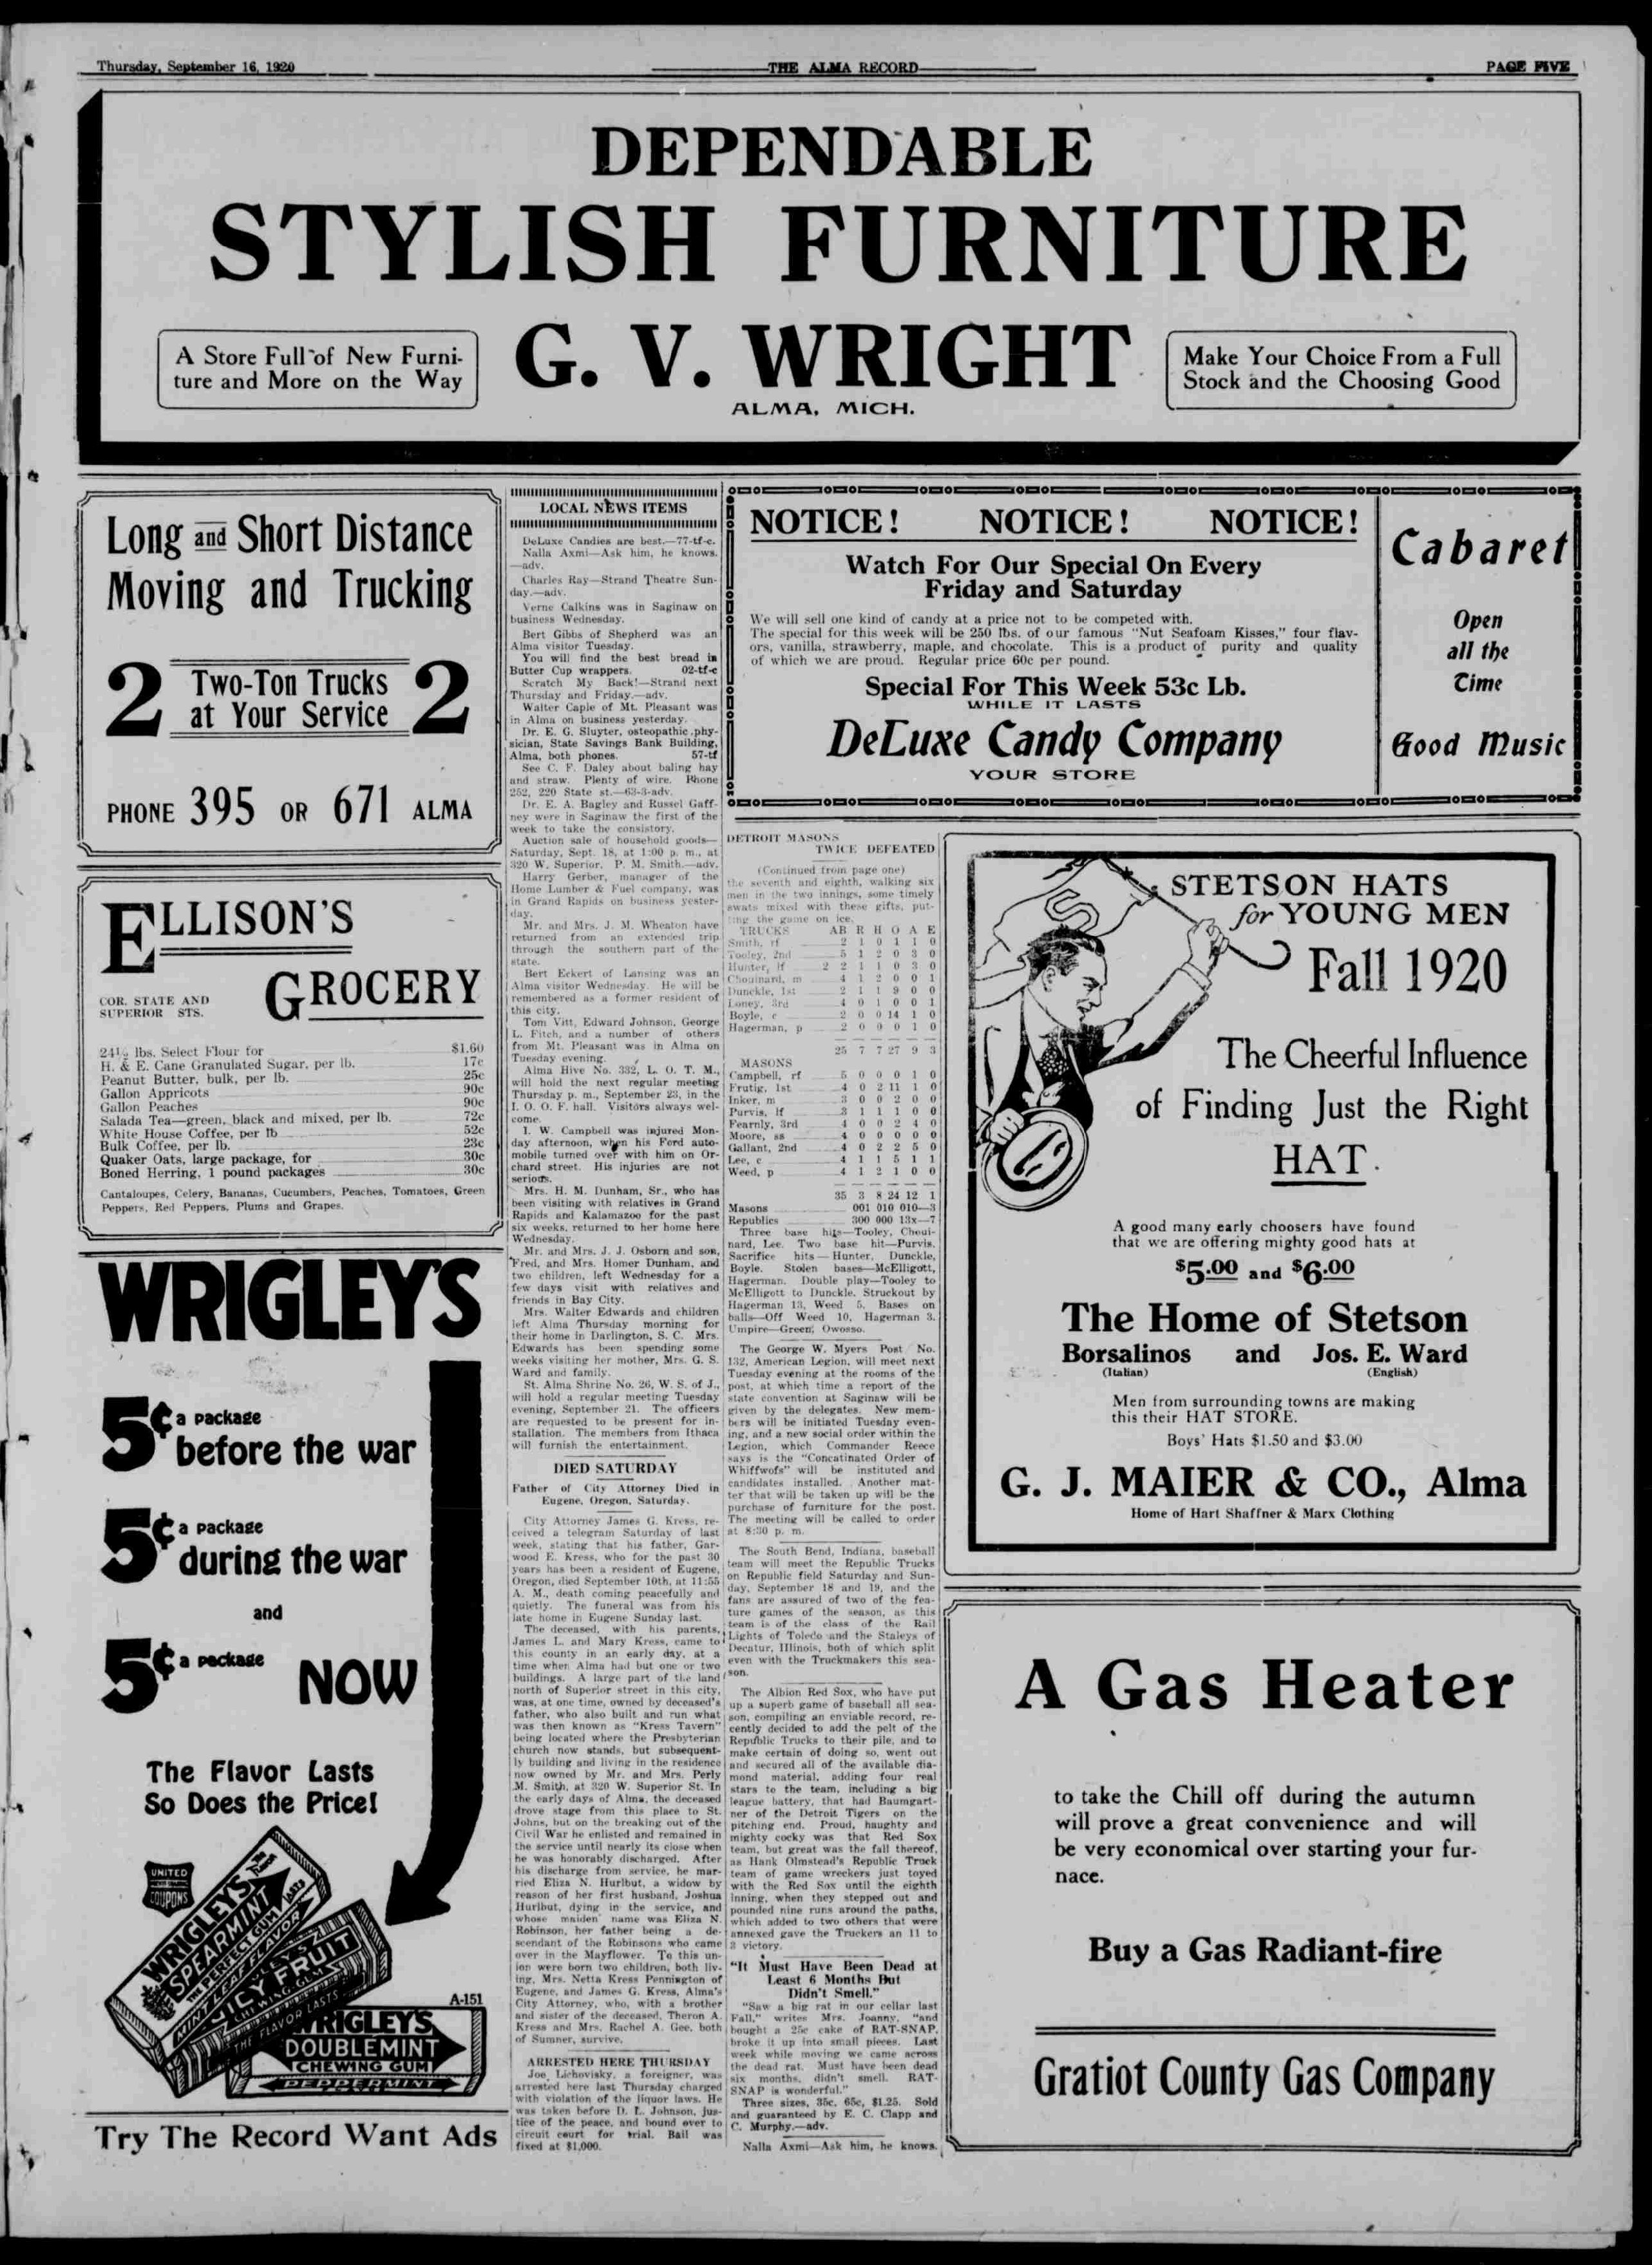 Thursday, September 16, 1920
THE ALMA RECORD
PAGE FIVE
DEPENDABLE
STYLISH FURNITURE
A Store Full of New Furni-
ture and More on the Way
G. V. WRIGHT
ALMA, MICH.
Make Your Choice From a Full
Stock and the Choosing Good
Long and Short Distance
Moving and Trucking
2 Two-Ton Trucks 2
at Your Service
PHONE 395 OR 671 ALMA
ELLISON'S
GROCERY
COR. STATE AND
SUPERIOR STS.
24½ lbs. Select Flour for $1.60
H. & E. Cane Granulated Sugar, per lb. 17c
Peanut Butter, bulk, per lb. 25c
Gallon Appricots 90c
Gallon Peaches 90c
Salada Tea—green, black and mixed, per lb. 72c
White House Coffee, per lb 52c
Bulk Coffee, per lb. 23c
Quaker Oats, large package, for 30c
Boned Herring, 1 pound packages 30c
Cantaloupes, Celery, Bananas, Cucumbers, Peaches, Tomatoes, Green
Peppers, Red Peppers, Plums and Grapes.
WRIGLEY'S
5¢ a package
before the war
5¢ a package
during the war
and
5¢ a package
NOW
The Flavor Lasts
So Does the Price!
UNITED
COUPONS
WRIGLEY'S
SPEARMINT
THE PERFECT GUM
MINT LEAF FLAVOR
JUICY FRUIT
CHEWING GUM
THE FLAVOR LASTS
A-151
WRIGLEY'S
DOUBLEMINT
CHEWING GUM
PEPPERMINT
Try The Record Want Ads
LOCAL NEWS ITEMS
DeLuxe Candies are best.—77-tf-c.
Nalla Axmi—Ask him, he knows.
—adv.
Charles Ray—Strand Theatre Sun-
day.—adv.
Verne Calkins was in Saginaw on
business Wednesday.
Bert Gibbs of Shepherd was an
Alma visitor Tuesday.
You will find the best bread in
Butter Cup wrappers. 02-tf-c
Scratch My Back!—Strand next
Thursday and Friday.—adv.
Walter Caple of Mt. Pleasant was
in Alma on business yesterday.
Dr. E. G. Sluyter, osteopathic phy-
sician, State Savings Bank Building,
Alma, both phones. 57-tf
See C. F. Daley about baling hay
and straw. Plenty of wire. Phone
252, 220 State st.—63-3-adv.
Dr. E. A. Bagley and Russel Gaff-
ney were in Saginaw the first of the
week to take the consistory.
Auction sale of household goods—
Saturday, Sept. 18, at 1:00 p. m., at
320 W. Superior. P. M. Smith.—adv.
Harry Gerber, manager of the
Home Lumber & Fuel company, was
in Grand Rapids on business yester-
day.
Mr. and Mrs. J. M. Wheaton have
returned from an extended trip
through the southern part of the
state.
Bert Eckert of Lansing was an
Alma visitor Wednesday. He will be
remembered as a former resident of
this city.
Tom Vitt, Edward Johnson, George
L. Fitch, and a number of others
from Mt. Pleasant was in Alma on
Tuesday evening.
Alma Hive No. 332, L. O. T. M.,
will hold the next regular meeting
Thursday p. m., September 23, in the
I. O. O. F. hall. Visitors always wel-
come.
I. W. Campbell was injured Mon-
day afternoon, when his Ford auto-
mobile turned over with him on Or-
chard street. His injuries are not
serious.
Mrs. H. M. Dunham, Sr., who has
been visiting with relatives in Grand
Rapids and Kalamazoo for the past
six weeks, returned to her home here
Wednesday.
Mr. and Mrs. J. J. Osborn and son,
Fred, and Mrs. Homer Dunham, and
two children, left Wednesday for a
few days visit with relatives and
friends in Bay City.
Mrs. Walter Edwards and children
left Alma Thursday morning for
their home in Darlington, S. C. Mrs.
Edwards has been spending some
weeks visiting her mother, Mrs. G. S.
Ward and family.
St. Alma Shrine No. 26, W. S. of J.,
will hold a regular meeting Tuesday
evening, September 21. The officers
are requested to be present for in-
stallation. The members from Ithaca
will furnish the entertainment.
DIED SATURDAY
Father of City Attorney Died in
Eugene, Oregon, Saturday.
City Attorney James G. Kress, re-
ceived a telegram Saturday of last
week, stating that his father, Gar-
wood E. Kress, who for the past 30
years has been a resident of Eugene,
Oregon, died September 10th, at 11:55
A. M., death coming peacefully and
quietly. The funeral was from his
late home in Eugene Sunday last.
The deceased, with his parents,
James L. and Mary Kress, came to
this county in an early day, at a
time when Alma had but one or two
buildings. A large part of the land
north of Superior street in this city,
was, at one time, owned by deceased's
father, who also built and run what
was then known as "Kress Tavern"
being located where the Presbyterian
church now stands, but subsequent-
ly building and living in the residence
now owned by Mr. and Mrs. Perly
M. Smith, at 320 W. Superior St. In
the early days of Alma, the deceased
drove stage from this place to St.
Johns, but on the breaking out of the
Civil War he enlisted and remained in
the service until nearly its close when
he was honorably discharged. After
his discharge from service, he mar-
ried Eliza N. Hurlbut, a widow by
reason of her first husband, Joshua
Hurlbut, dying in the service, and
whose maiden name was Eliza N.
Robinson, her father being a de-
scendant of the Robinsons who came
over in the Mayflower. To this un-
ion were born two children, both liv-
ing, Mrs. Netta Kress Pennington of
Eugene, and James G. Kress, Alma's
City Attorney, who, with a brother
and sister of the deceased, Theron A.
Kress and Mrs. Rachel A. Gee, both
of Sumner, survive.
ARRESTED HERE THURSDAY
Joe Lichovisky, a foreigner, was
arrested here last Thursday charged
with violation of the liquor laws. He
was taken before D. L. Johnson, jus-
tice of the peace, and bound over to
circuit court for trial. Bail was
fixed at $1,000.
NOTICE! NOTICE! NOTICE!
Watch For Our Special On Every
Friday and Saturday
We will sell one kind of candy at a price not to be competed with.
The special for this week will be 250 lbs. of our famous "Nut Seafoam Kisses," four flav-
ors, vanilla, strawberry, maple, and chocolate. This is a product of purity and quality
of which we are proud. Regular price 60c per pound.
Special For This Week 53c Lb.
WHILE IT LASTS
DeLuxe Candy Company
YOUR STORE
Cabaret
Open
all the
Time
Good Music
DETROIT MASONS
TWICE DEFEATED
(Continued from page one)
the seventh and eighth, walking six
men in the two innings, some timely
swats mixed with these gifts, put-
ting the game on ice.
TRUCKS AB R H O A E
Smith, rf 2 1 0 1 1 0
Tooley, 2nd 5 1 2 0 3 0
Hunter, lf 2 2 1 1 0 3 0
Chouinard, m 4 1 2 0 0 1
Dunckle, 1st 2 1 1 9 0 0
Loney, 3rd 4 0 1 0 0 1
Boyle, c 2 0 0 14 1 0
Hagerman, p 2 0 0 0 1 0
25 7 7 27 9 3
MASONS
Campbell, rf 5 0 0 0 1 0
Frutig, 1st 4 0 2 11 1 0
Inker, m 3 0 0 2 0 0
Purvis, lf 3 1 1 1 0 0
Fearnly, 3rd 4 0 0 2 4 0
Moore, ss 4 0 0 0 0 0
Gallant, 2nd 4 0 2 2 5 0
Lee, c 4 1 1 5 1 1
Weed, p 4 1 2 1 0 0
35 3 8 24 12 1
Masons 001 010 010—3
Republics 300 000 13x—7
Three base hits—Tooley, Choui-
nard, Lee. Two base hit—Purvis.
Sacrifice hits—Hunter, Dunckle,
Boyle. Stolen bases—McElligott,
Hagerman. Double play—Tooley to
McElligott to Dunckle. Struckout by
Hagerman 13, Weed 5. Bases on
balls—Off Weed 10, Hagerman 3.
Umpire—Green, Owosso.
The George W. Myers Post No.
132, American Legion, will meet next
Tuesday evening at the rooms of the
post, at which time a report of the
state convention at Saginaw will be
given by the delegates. New mem-
bers will be initiated Tuesday even-
ing, and a new social order within the
Legion, which Commander Reece
says is the "Concatinated Order of
Whiffwofs" will be instituted and
candidates installed. Another mat-
ter that will be taken up will be the
purchase of furniture for the post.
The meeting will be called to order
at 8:30 p. m.
The South Bend, Indiana, baseball
team will meet the Republic Trucks
on Republic field Saturday and Sun-
day, September 18 and 19, and the
fans are assured of two of the fea-
ture games of the season, as this
team is of the class of the Rail
Lights of Toledo and the Staleys of
Decatur, Illinois, both of which split
even with the Truckmakers this sea-
son.
The Albion Red Sox, who have put
up a superb game of baseball all sea-
son, compiling an enviable record, re-
cently decided to add the pelt of the
Republic Trucks to their pile, and to
make certain of doing so, went out
and secured all of the available dia-
mond material, adding four real
stars to the team, including a big
league battery, that had Baumgart-
ner of the Detroit Tigers on the
pitching end. Proud, haughty and
mighty cocky was that Red Sox
team, but great was the fall thereof,
as Hank Olmstead's Republic Truck
team of game wreckers just toyed
with the Red Sox until the eighth
inning, when they stepped out and
pounded nine runs around the paths,
which added to two others that were
annexed gave the Truckers an 11 to
3 victory.
"It Must Have Been Dead at
Least 6 Months But
Didn't Smell."
"Saw a big rat in our cellar last
Fall," writes Mrs. Joanny, "and
bought a 25c cake of RAT-SNAP,
broke it up into small pieces. Last
week while moving we came across
the dead rat. Must have been dead
six months, didn't smell. RAT-
SNAP is wonderful."
Three sizes, 35c, 65c, $1.25. Sold
and guaranteed by E. C. Clapp and
C. Murphy.—adv.
Nalla Axmi—Ask him, he knows.
STETSON HATS
for YOUNG MEN
Fall 1920
The Cheerful Influence
of Finding Just the Right
HAT.
A good many early choosers have found
that we are offering mighty good hats at
$5.00 and $6.00
The Home of Stetson
Borsalinos and Jos. E. Ward
(Italian) (English)
Men from surrounding towns are making
this their HAT STORE.
Boys' Hats $1.50 and $3.00
G. J. MAIER & CO., Alma
Home of Hart Shaffner & Marx Clothing
A Gas Heater
to take the Chill off during the autumn
will prove a great convenience and will
be very economical over starting your fur-
nace.
Buy a Gas Radiant-fire
Gratiot County Gas Company